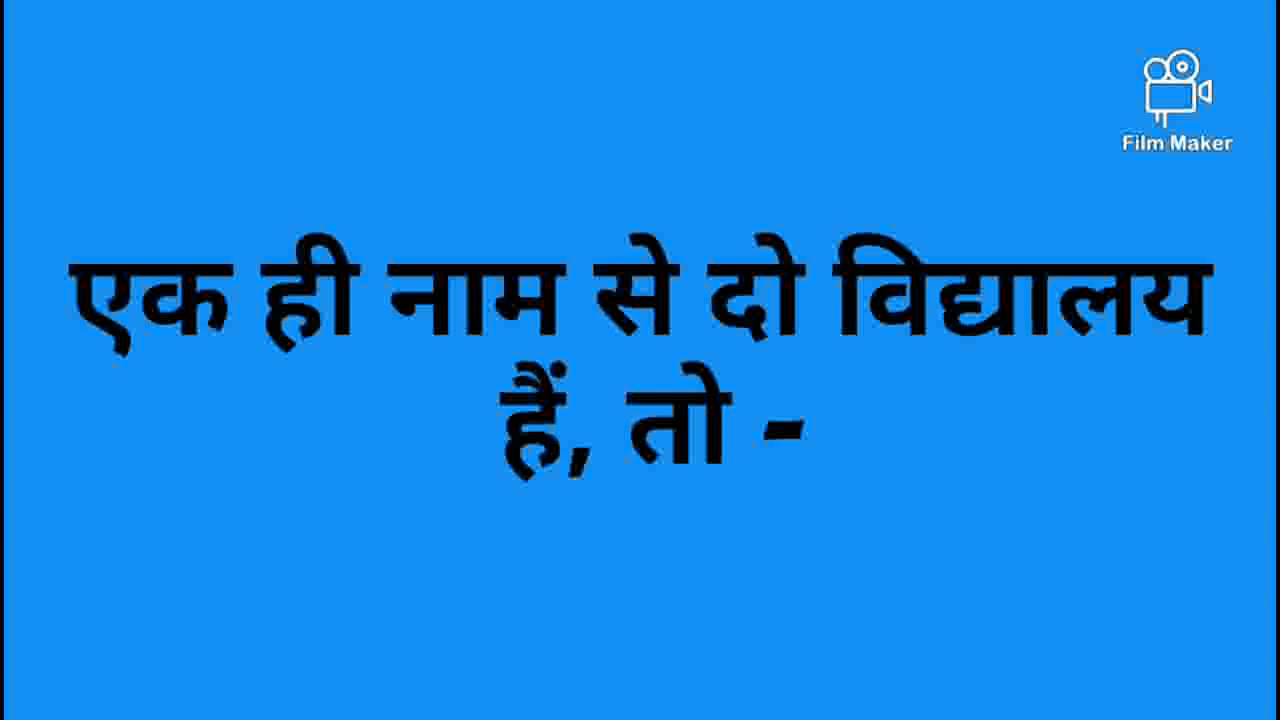 Film Maker
एक ही नाम से दो विद्यालय
हैं, तो -